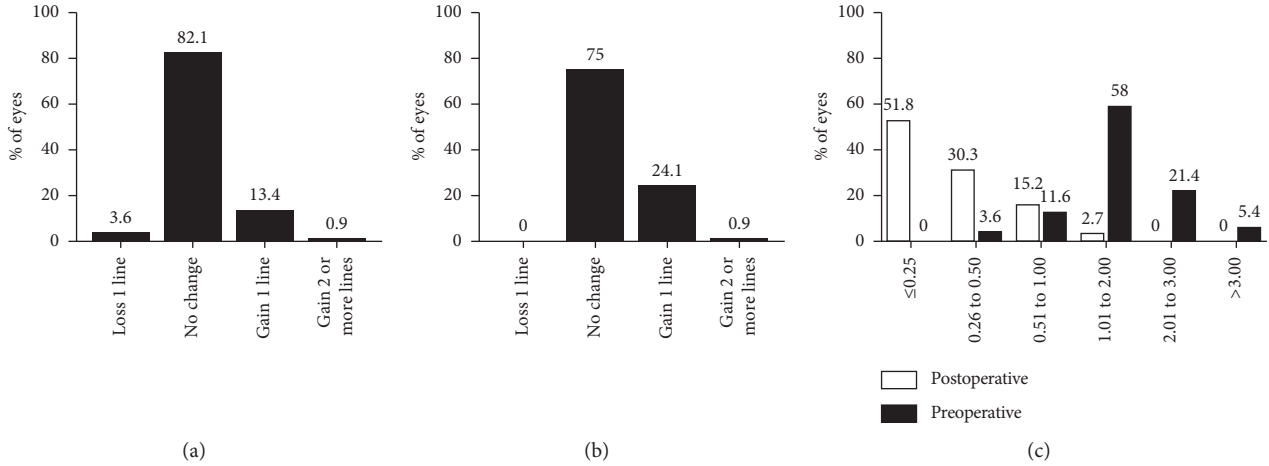 100
80
60
40
20
0
% of eyes
3.6
82.1
13.4
0.9
Loss 1 line
No change
Gain 1 line
Gain 2 or
more lines
(a)
100
80
60
40
20
0
% of eyes
0
75
24.1
0.9
Loss 1 line
No change
Gain 1 line
Gain 2 or
more lines
(b)
100
80
60
40
20
0
% of eyes
51.8
0
30.3
3.6
15.2
11.6
2.7
58
0
21.4
0
5.4
≤0.25
0.26 to 0.50
0.51 to 1.00
1.01 to 2.00
2.01 to 3.00
>3.00
Postoperative
Preoperative
(c)